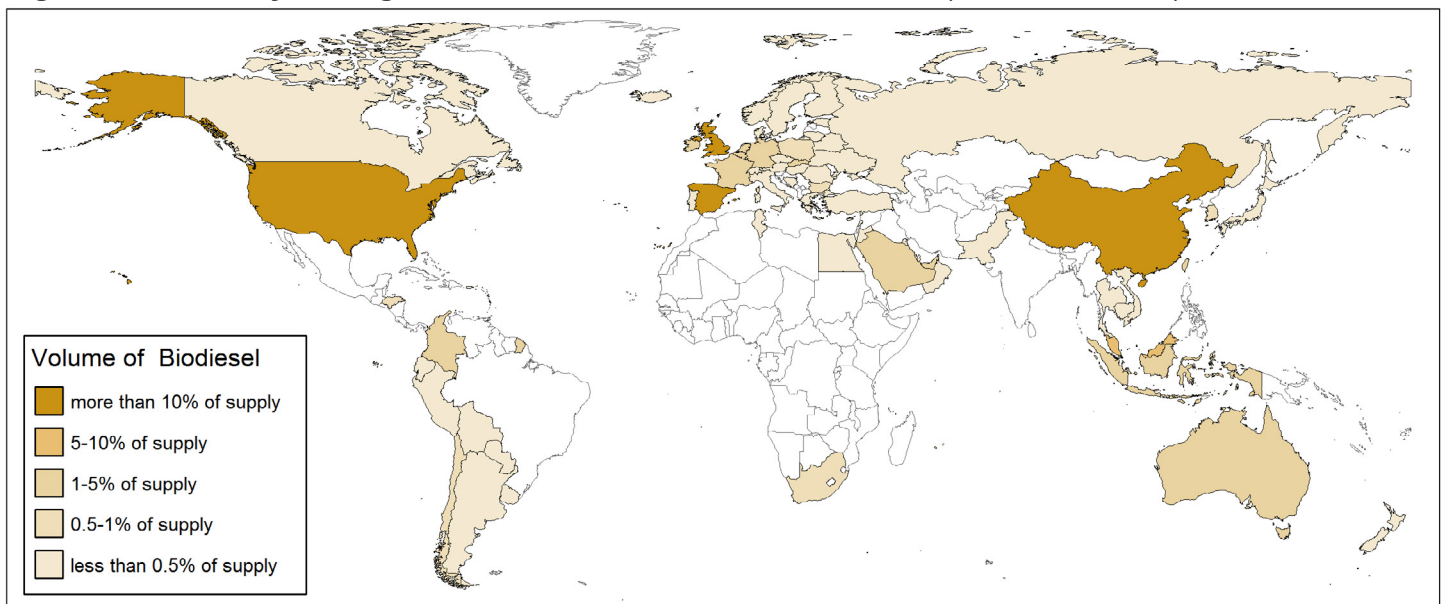 Volume of Biodiesel
more than 10% of supply
5-10% of supply
1-5% of supply
0.5-1% of supply
less than 0.5% of supply